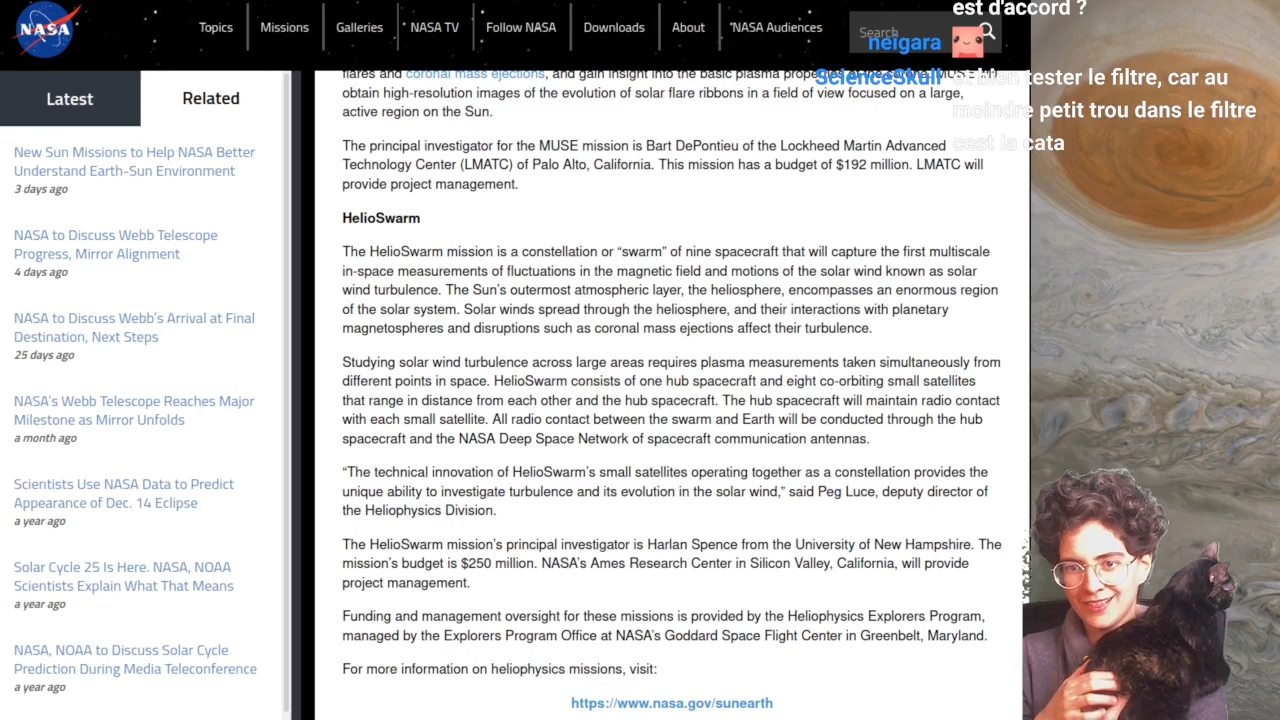 NASA
Topics
Missions
Galleries
NASA TV
Follow NASA
Downloads
About
NASA Audiences
Search
est d'accord ?
neigara
ScienceSkull et bien tester le filtre, car au
moindre petit trou dans le filtre
cest la cata
Latest
Related
New Sun Missions to Help NASA Better
Understand Earth-Sun Environment
3 days ago
NASA to Discuss Webb Telescope
Progress, Mirror Alignment
4 days ago
NASA to Discuss Webb's Arrival at Final
Destination, Next Steps
25 days ago
NASA's Webb Telescope Reaches Major
Milestone as Mirror Unfolds
a month ago
Scientists Use NASA Data to Predict
Appearance of Dec. 14 Eclipse
a year ago
Solar Cycle 25 Is Here. NASA, NOAA
Scientists Explain What That Means
a year ago
NASA, NOAA to Discuss Solar Cycle
Prediction During Media Teleconference
a year ago
flares and coronal mass ejections, and gain insight into the basic plasma
obtain high-resolution images of the evolution of solar flare ribbons in a field of view focused on a large,
active region on the Sun.
The principal investigator for the MUSE mission is Bart DePontieu of the Lockheed Martin Advanced
Technology Center (LMATC) of Palo Alto, California. This mission has a budget of $192 million. LMATC will
provide project management.
HelioSwarm
The HelioSwarm mission is a constellation or “swarm” of nine spacecraft that will capture the first multiscale
in-space measurements of fluctuations in the magnetic field and motions of the solar wind known as solar
wind turbulence. The Sun's outermost atmospheric layer, the heliosphere, encompasses an enormous region
of the solar system. Solar winds spread through the heliosphere, and their interactions with planetary
magnetospheres and disruptions such as coronal mass ejections affect their turbulence.
Studying solar wind turbulence across large areas requires plasma measurements taken simultaneously from
different points in space. HelioSwarm consists of one hub spacecraft and eight co-orbiting small satellites
that range in distance from each other and the hub spacecraft. The hub spacecraft will maintain radio contact
with each small satellite. All radio contact between the swarm and Earth will be conducted through the hub
spacecraft and the NASA Deep Space Network of spacecraft communication antennas.
“The technical innovation of HelioSwarm's small satellites operating together as a constellation provides the
unique ability to investigate turbulence and its evolution in the solar wind,” said Peg Luce, deputy director of
the Heliophysics Division.
The HelioSwarm mission's principal investigator is Harlan Spence from the University of New Hampshire. The
mission's budget is $250 million. NASA's Ames Research Center in Silicon Valley, California, will provide
project management.
Funding and management oversight for these missions is provided by the Heliophysics Explorers Program,
managed by the Explorers Program Office at NASA's Goddard Space Flight Center in Greenbelt, Maryland.
For more information on heliophysics missions, visit:
https://www.nasa.gov/sunearth